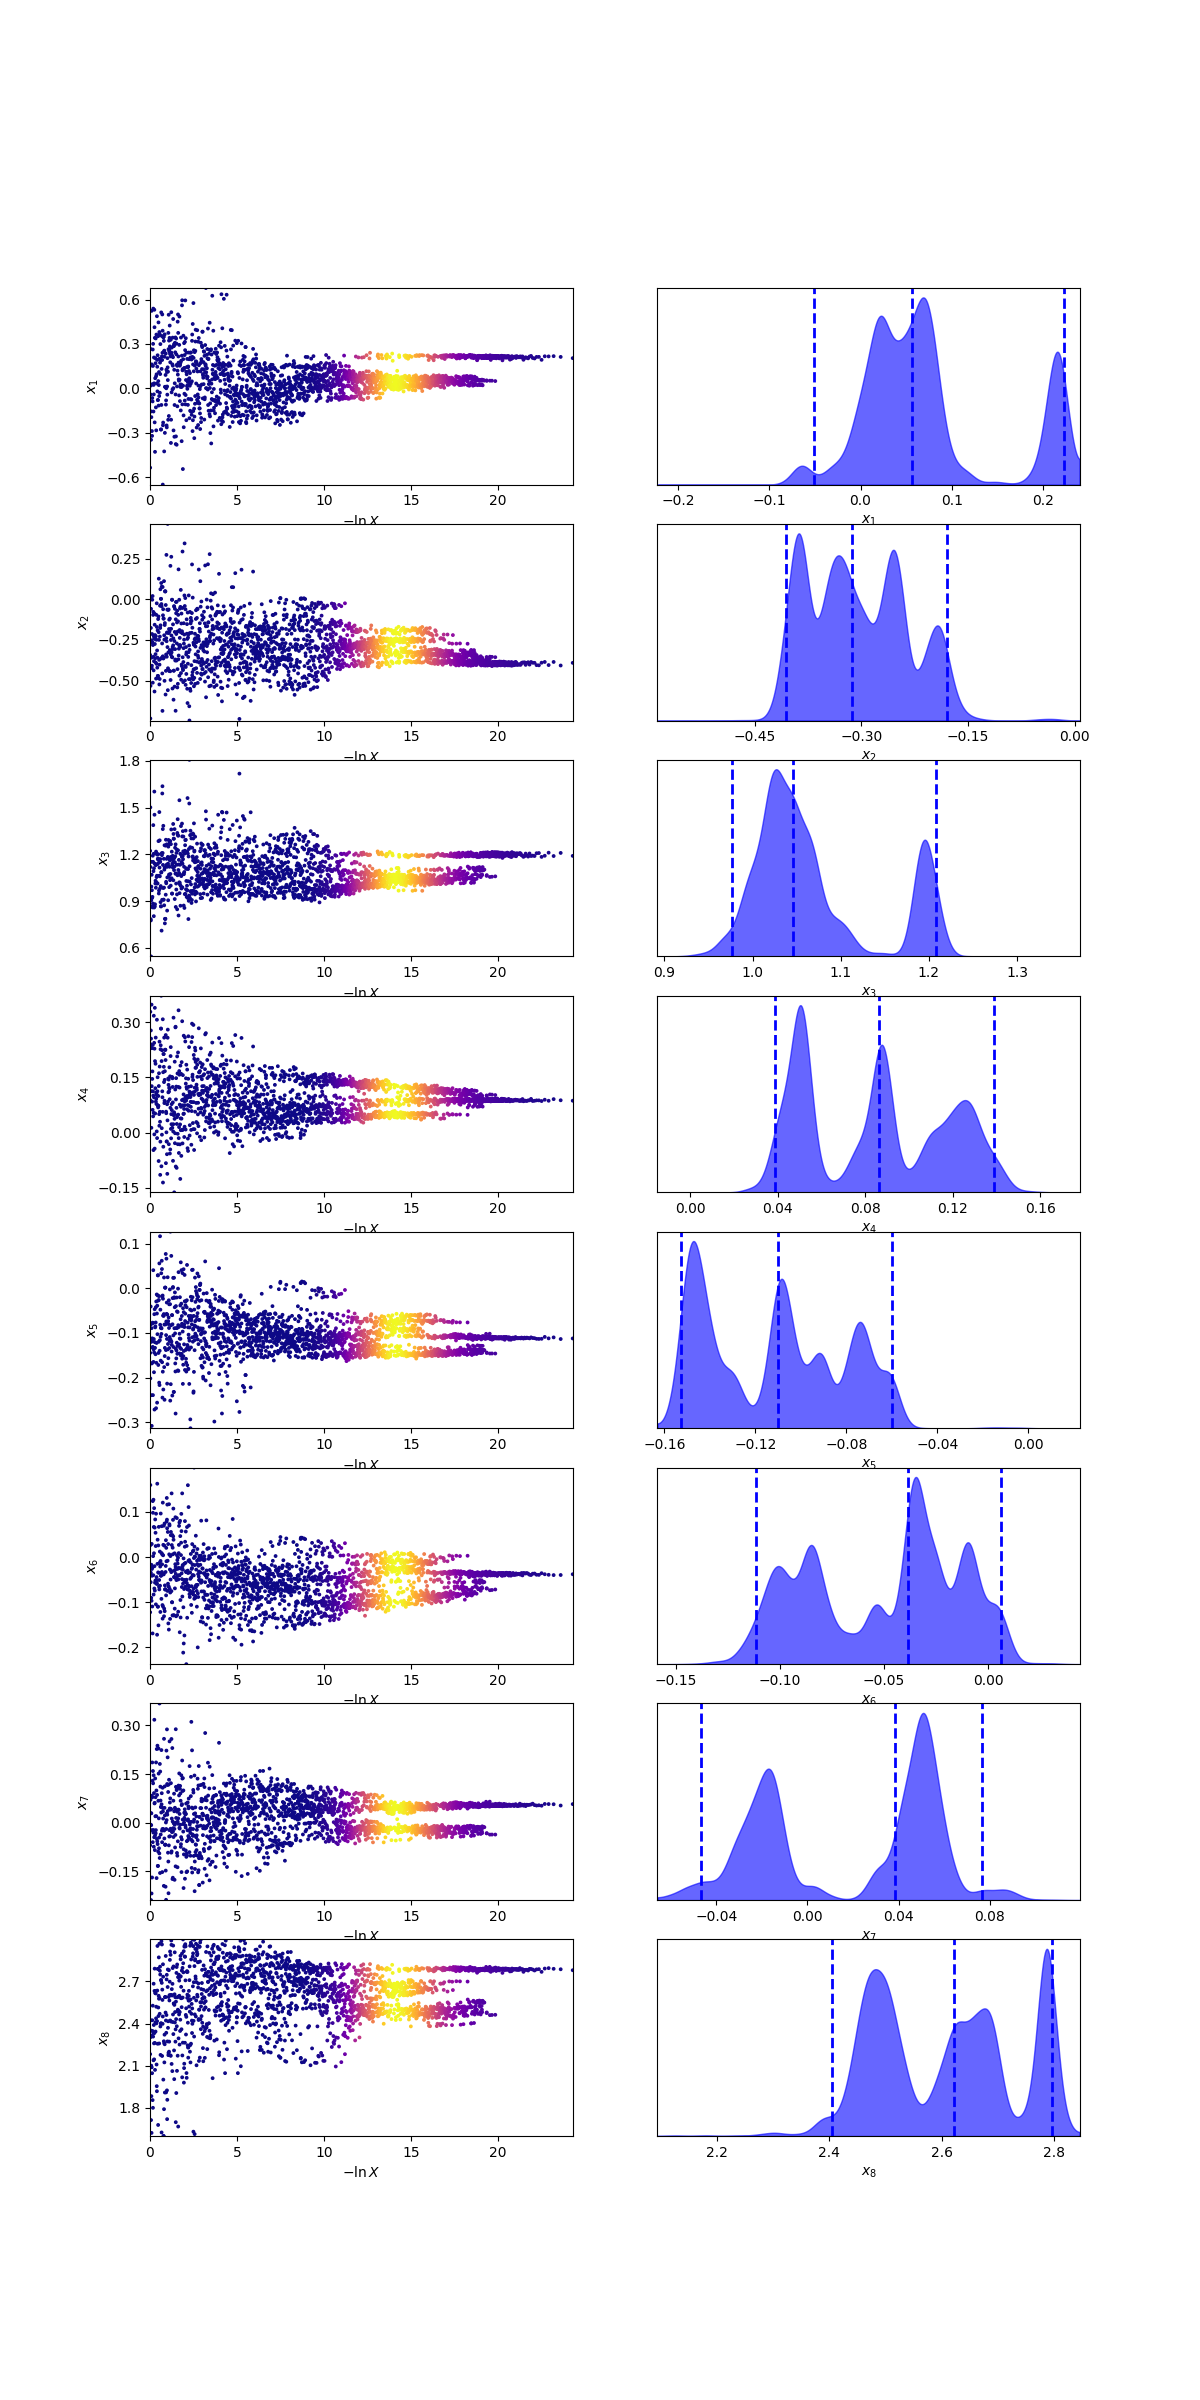 0.6
0.3
0.0
−0.3
−0.6
x₁
0 5 10 15 20
−ln X
−0.2 −0.1 0.0 0.1 0.2
x₁
0.25
0.00
−0.25
−0.50
x₂
0 5 10 15 20
−ln X
−0.45 −0.30 −0.15 0.00
x₂
1.8
1.5
1.2
0.9
0.6
x₃
0 5 10 15 20
−ln X
0.9 1.0 1.1 1.2 1.3
x₃
0.30
0.15
0.00
−0.15
x₄
0 5 10 15 20
−ln X
0.00 0.04 0.08 0.12 0.16
x₄
0.1
0.0
−0.1
−0.2
−0.3
x₅
0 5 10 15 20
−ln X
−0.16 −0.12 −0.08 −0.04 0.00
x₅
0.1
0.0
−0.1
−0.2
x₆
0 5 10 15 20
−ln X
−0.15 −0.10 −0.05 0.00
x₆
0.30
0.15
0.00
−0.15
x₇
0 5 10 15 20
−ln X
−0.04 0.00 0.04 0.08
x₇
2.7
2.4
2.1
1.8
x₈
0 5 10 15 20
−ln X
2.2 2.4 2.6 2.8
x₈